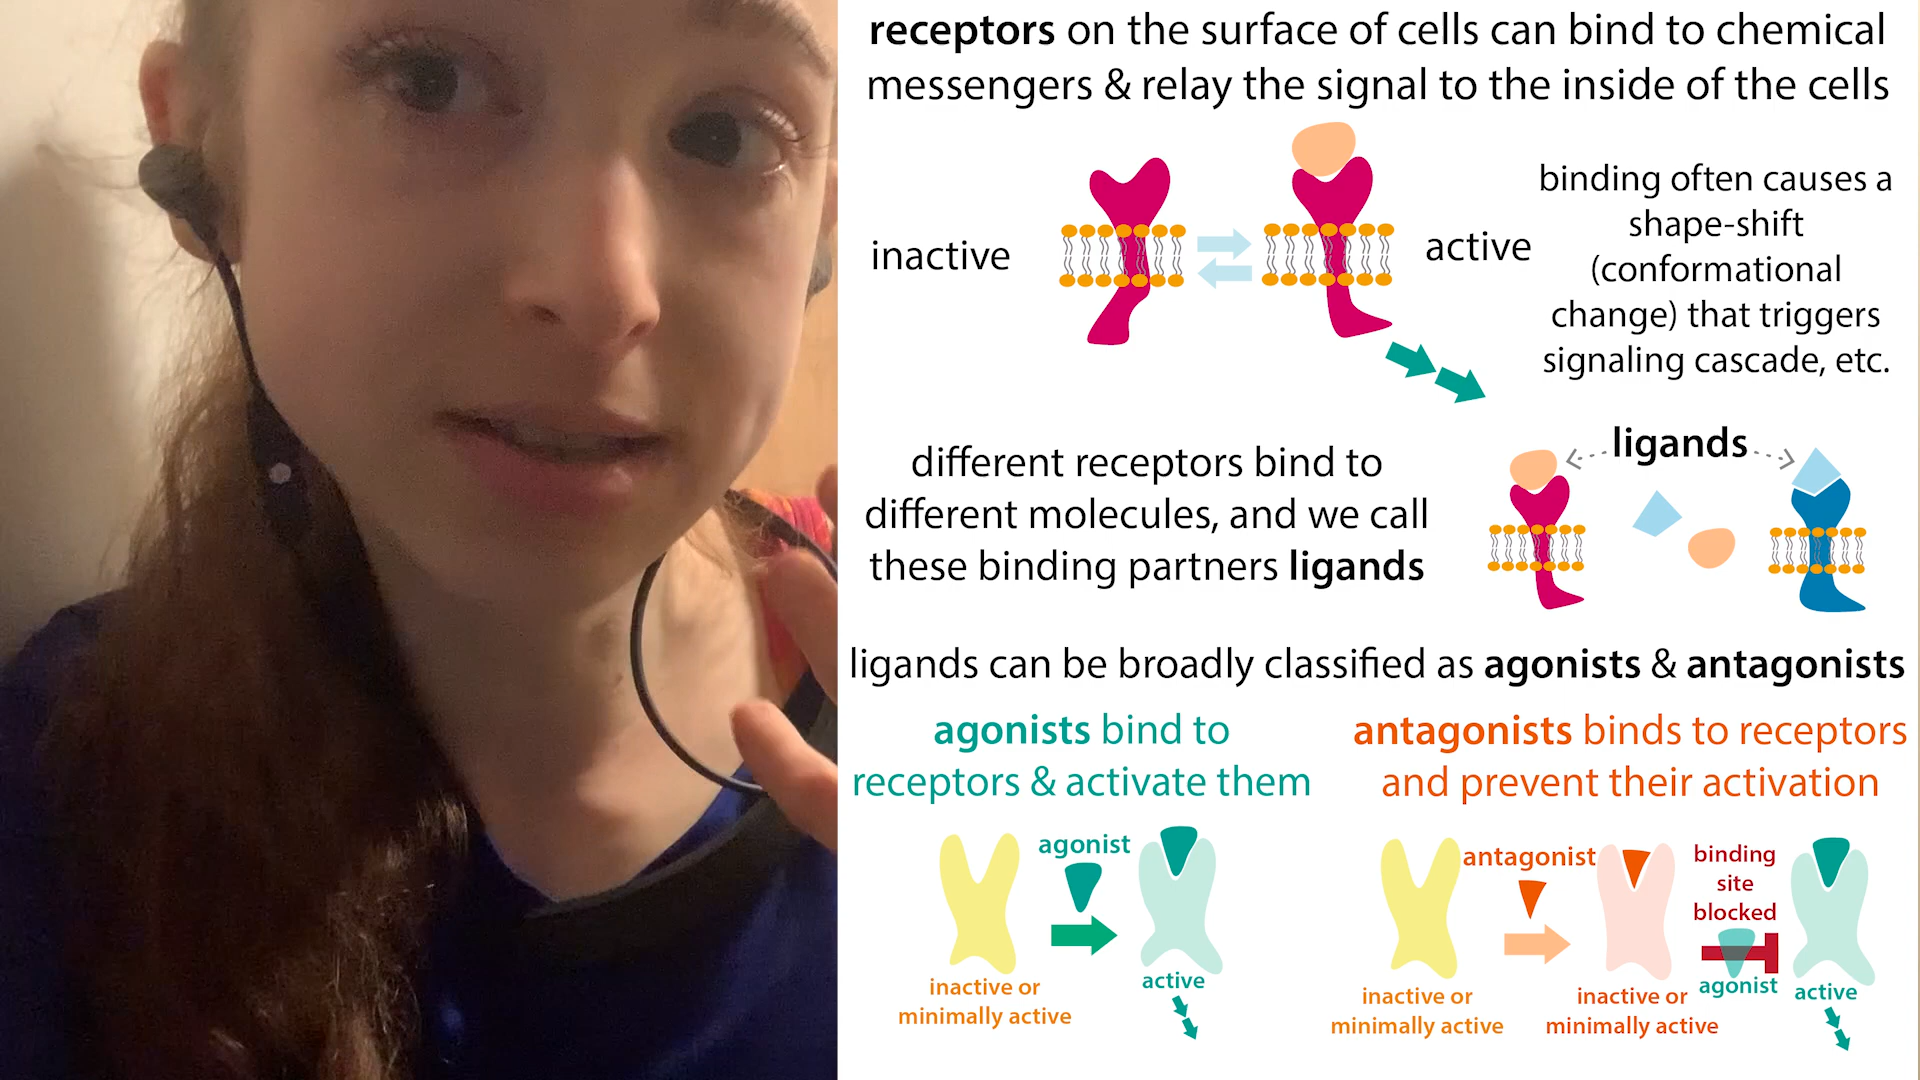 receptors on the surface of cells can bind to chemical
messengers & relay the signal to the inside of the cells
inactive
active
binding often causes a
shape-shift
(conformational
change) that triggers
signaling cascade, etc.
different receptors bind to
different molecules, and we call
these binding partners ligands
ligands
ligands can be broadly classified as agonists & antagonists
agonists bind to
receptors & activate them
agonist
inactive or
minimally active
active
antagonists binds to receptors
and prevent their activation
antagonist
binding
site
blocked
inactive or
minimally active
inactive or
minimally active
agonist
active